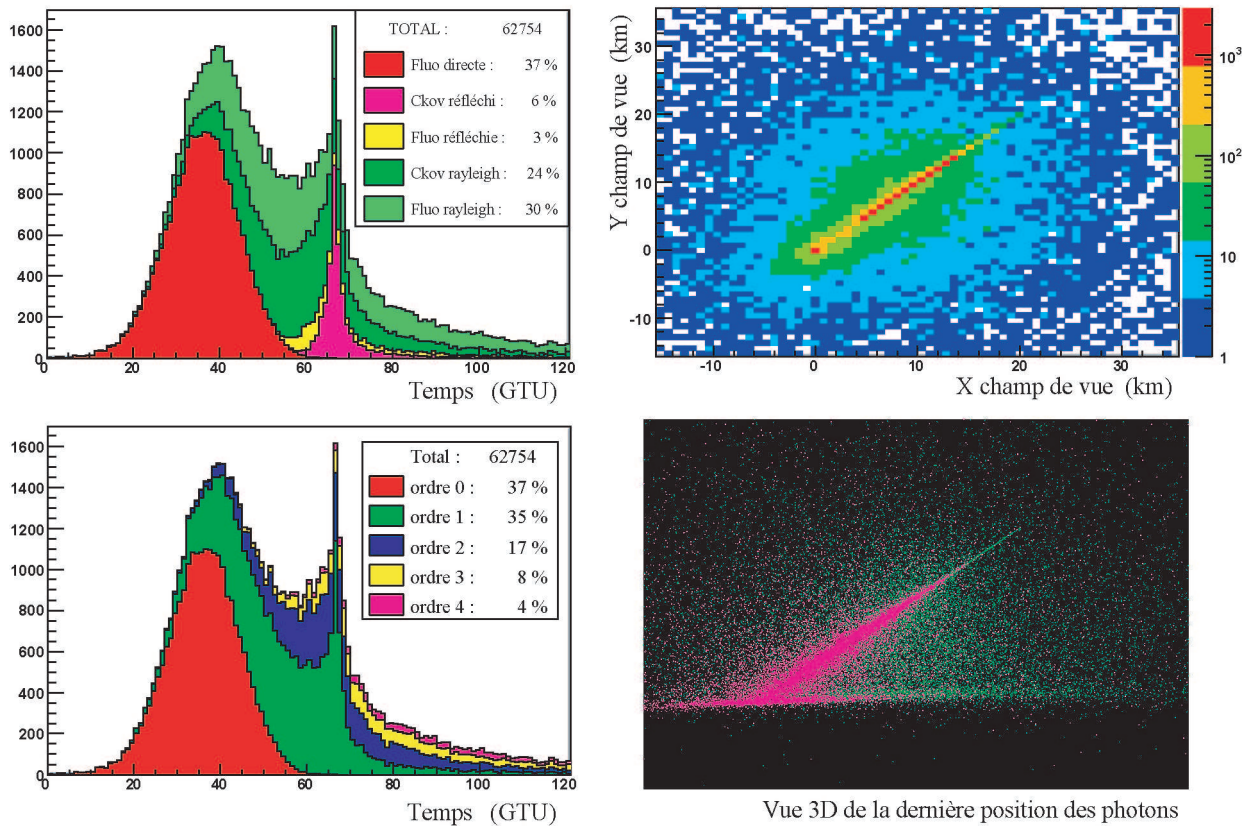 1600
1400
1200
1000
800
600
400
200
0
TOTAL : 62754
Fluo directe : 37 %
Ckov réfléchi : 6 %
Fluo réfléchie : 3 %
Ckov rayleigh : 24 %
Fluo rayleigh : 30 %
0 20 40 60 80 100 120
Temps (GTU)
Y champ de vue (km)
30
20
10
0
-10
-10 0 10 20 30
X champ de vue (km)
10³
10²
10
1
1600
1400
1200
1000
800
600
400
200
0
Total : 62754
ordre 0 : 37 %
ordre 1 : 35 %
ordre 2 : 17 %
ordre 3 : 8 %
ordre 4 : 4 %
0 20 40 60 80 100 120
Temps (GTU)
Vue 3D de la dernière position des photons